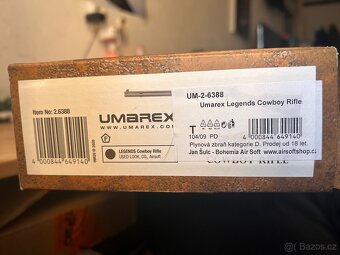 Item No: 2.6388
UMAREX
WWW.UMAREX.CO
LEGENDS Cowboy Rifle
USED LOOK, CO₂ Airsoft
4 000844 649140
UM-2-6388
Umarex Legends Cowboy Rifle
T
104/09 PD
4 000844 649140
Plynová zbraň kategorie D. Prodej od 18 let.
Jan Šulc - Bohemia Air Soft www.airsoftshop.cz
COWBOY RIFLE
Bazos.cz